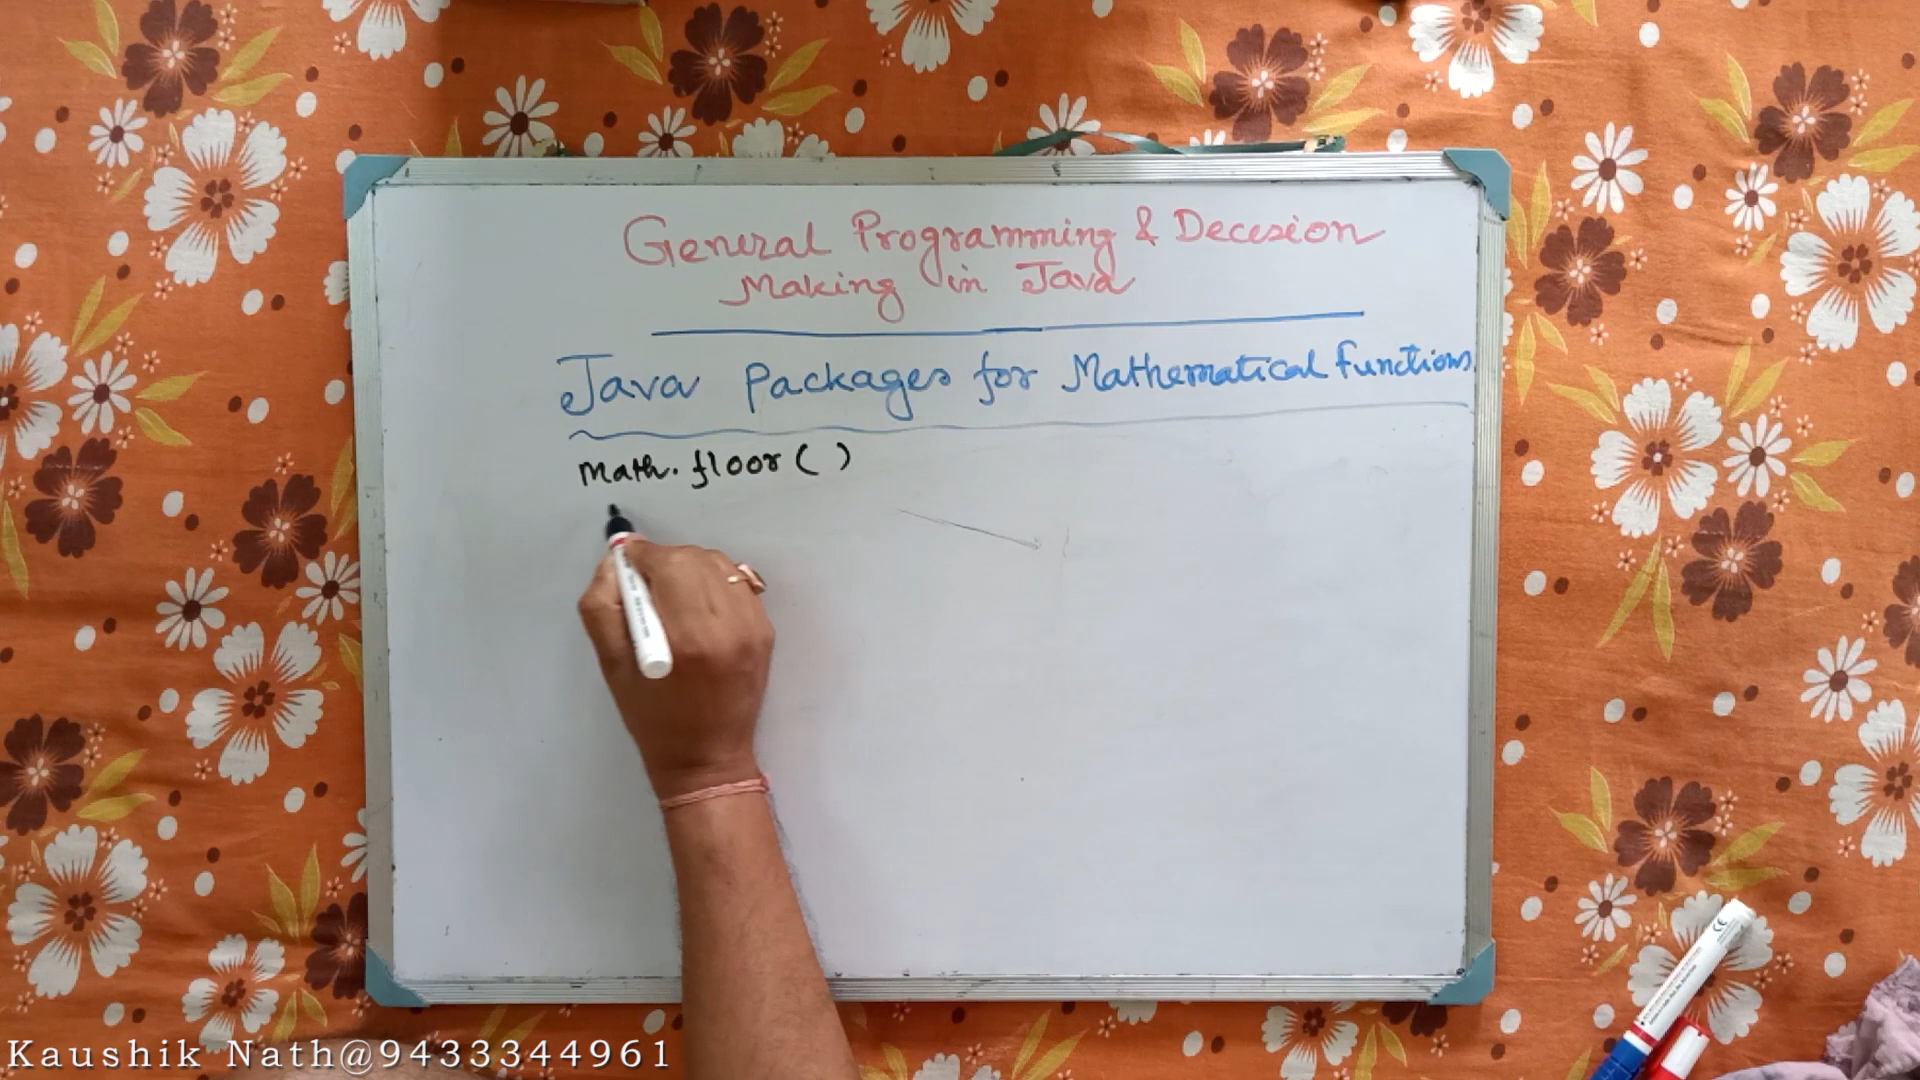 General Programming & Decesion
Making in Java
Java Packages for Mathematical functions.
Math.floor( )
Kaushik Nath@9433344961